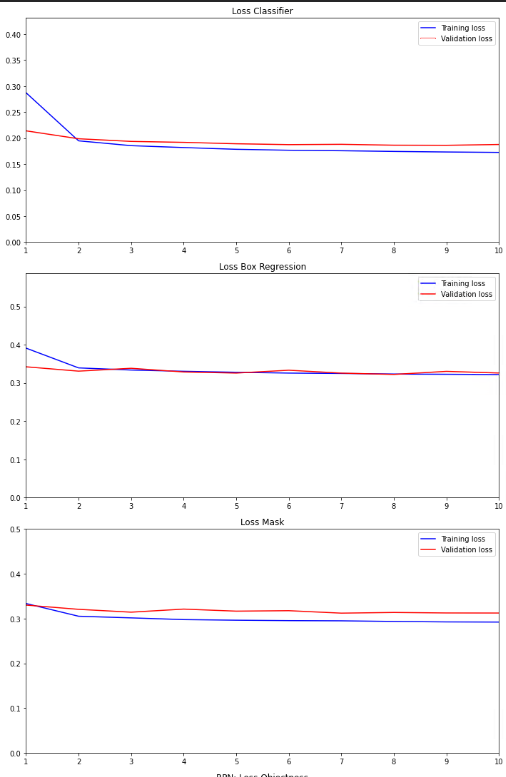 Loss Classifier
Training loss
Validation loss
0.40
0.35
0.30
0.25
0.20
0.15
0.10
0.05
0.00
1 2 3 4 5 6 7 8 9 10
Loss Box Regression
Training loss
Validation loss
0.5
0.4
0.3
0.2
0.1
0.0
1 2 3 4 5 6 7 8 9 10
Loss Mask
Training loss
Validation loss
0.5
0.4
0.3
0.2
0.1
0.0
1 2 3 4 5 6 7 8 9 10
RPN: Loss Objectness